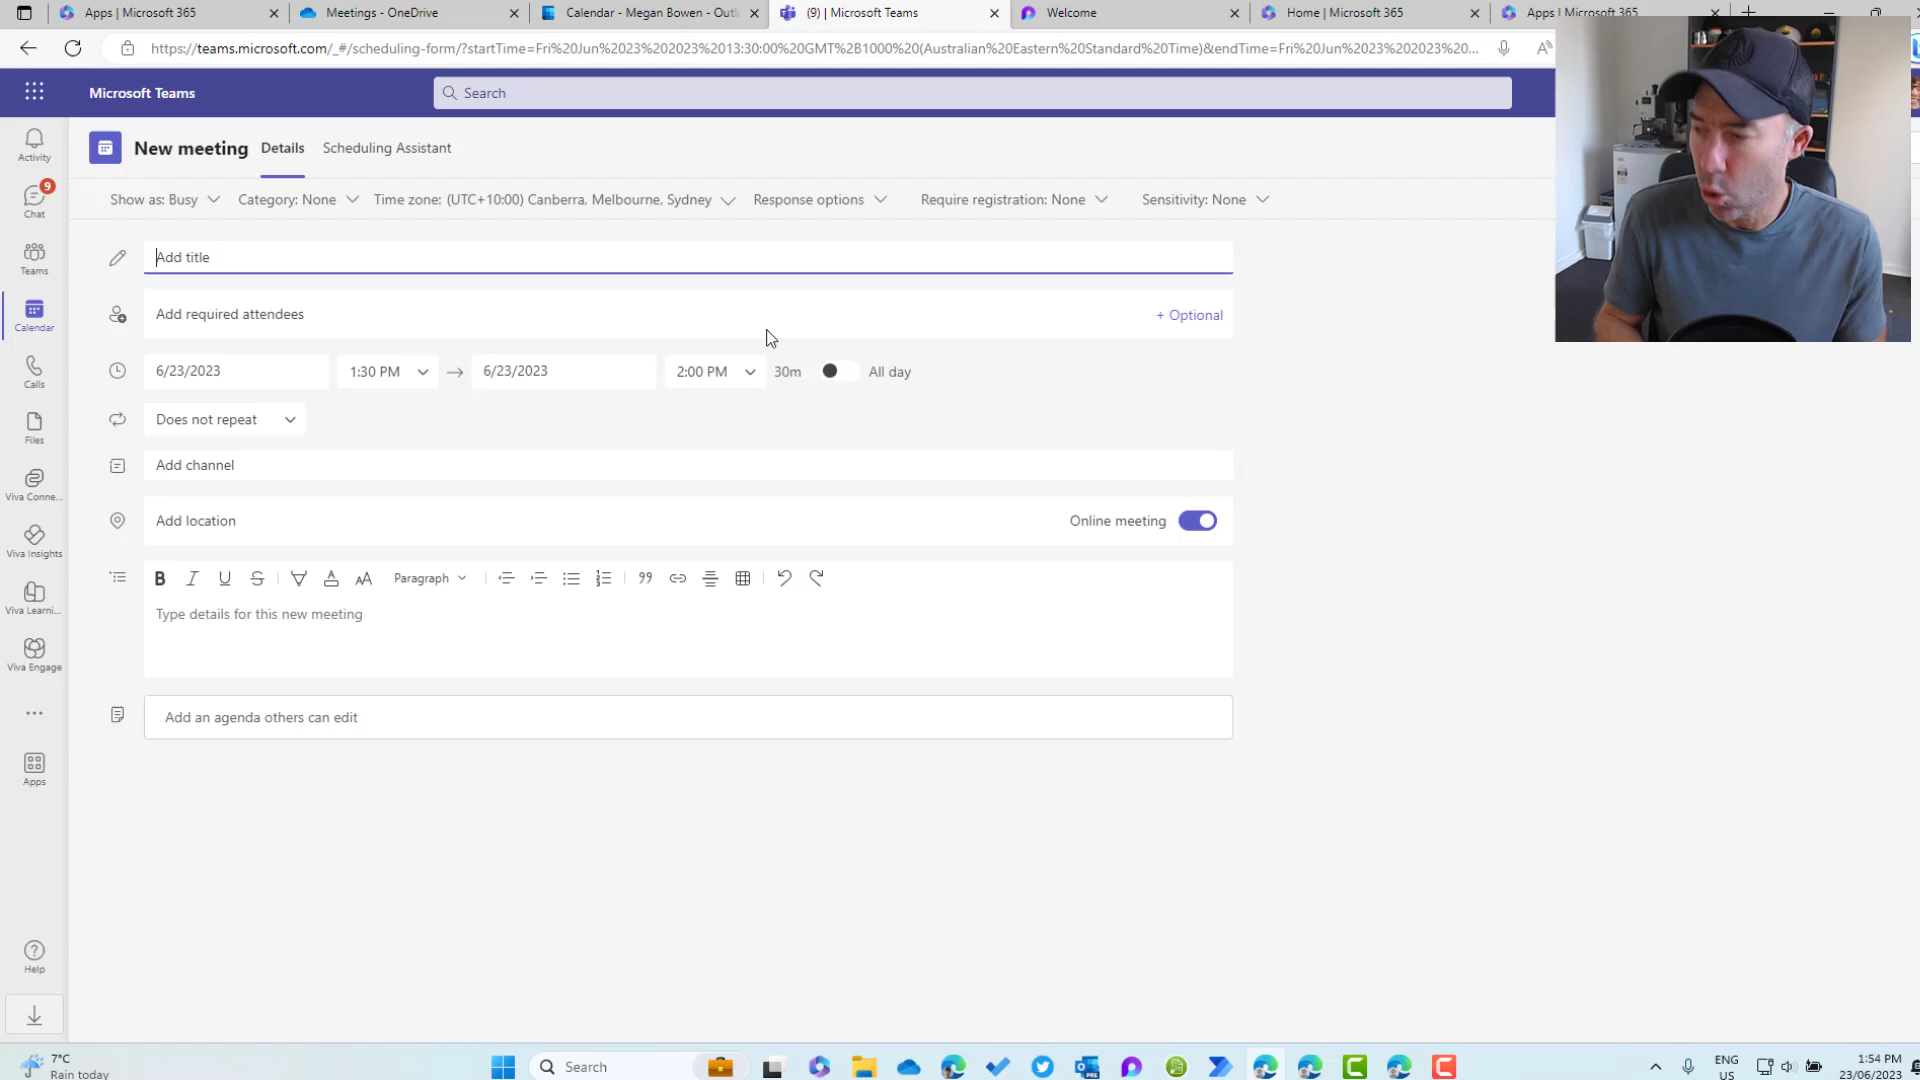 Apps | Microsoft 365
Meetings - OneDrive
Calendar - Megan Bowen - Outl
(9) | Microsoft Teams
Welcome
Home | Microsoft 365
Apps | Microsoft 365
https://teams.microsoft.com/_#/scheduling-form/?startTime=Fri%20Jun%2023%202023%2013:30:00%20GMT%2B1000%20(Australian%20Eastern%20Standard%20Time)&endTime=Fri%20Jun%2023%202023%20...
Microsoft Teams
Search
New meeting Details Scheduling Assistant
Show as: Busy Category: None Time zone: (UTC+10:00) Canberra, Melbourne, Sydney Response options Require registration: None Sensitivity: None
Activity
9
Chat
Teams
Calendar
Calls
Files
Viva Conne...
Viva Insights
Viva Learni...
Viva Engage
Apps
Help
Add title
Add required attendees + Optional
6/23/2023 1:30 PM → 6/23/2023 2:00 PM 30m All day
Does not repeat
Add channel
Add location Online meeting
B I U S Paragraph
Type details for this new meeting
Add an agenda others can edit
7°C
Rain today
Search
ENG
US
1:54 PM
23/06/2023